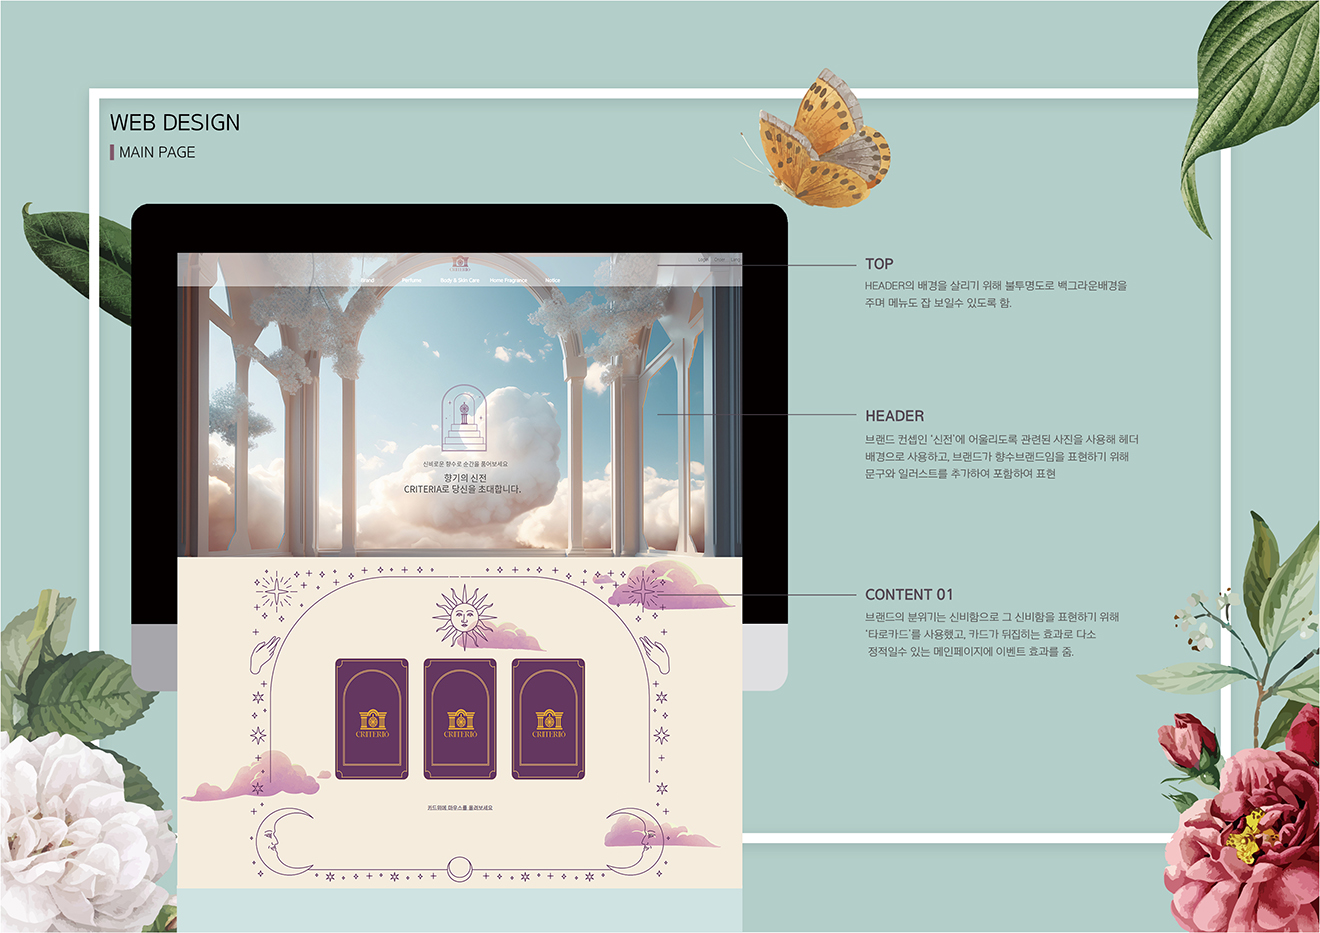 WEB DESIGN
MAIN PAGE
CRITERIO
Login Order
Brand Perfume Body & Skin Care Home Fragrance Notice
신비로운 향수로 순간을 품어보세요
향기의 신전
CRITERIA로 당신을 초대합니다.
CRITERIO CRITERIO CRITERIO
카드위에 마우스를 올려보세요
TOP
HEADER의 배경을 살리기 위해 불투명도로 백그라운배경을
주며 메뉴도 잡 보일수 있도록 함.
HEADER
브랜드 컨셉인 '신전'에 어울리도록 관련된 사진을 사용해 헤더
배경으로 사용하고, 브랜드가 향수브랜드임을 표현하기 위해
문구와 일러스트를 추가하여 포함하여 표현
CONTENT 01
브랜드의 분위기는 신비함으로 그 신비함을 표현하기 위해
'타로카드'를 사용했고, 카드가 뒤집히는 효과로 다소
정적일수 있는 메인페이지에 이벤트 효과를 줌.